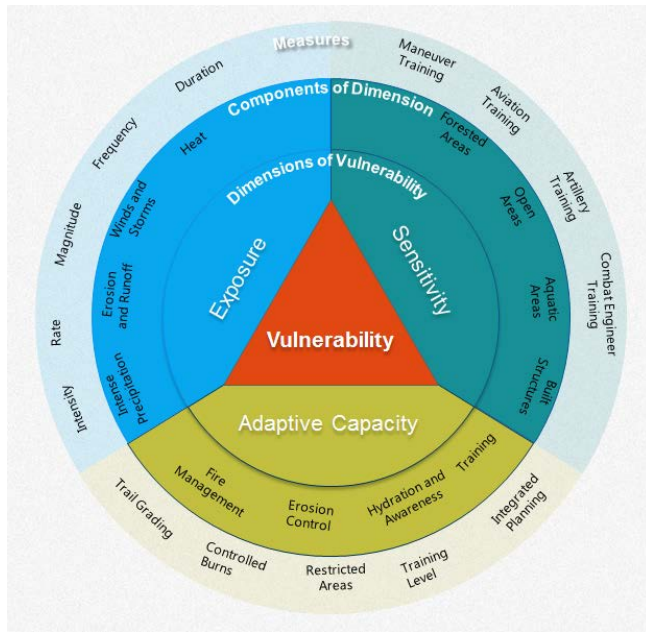 Measures
Duration
Frequency
Magnitude
Rate
Intensity
Maneuver
Training
Aviation
Training
Artillery
Training
Combat Engineer
Training
Components of Dimension
Heat
Winds and
Storms
Erosion
and Runoff
Intense
Precipitation
Forested
Areas
Open
Areas
Aquatic
Areas
Built
Structures
Dimensions of Vulnerability
Exposure
Sensitivity
Vulnerability
Adaptive Capacity
Fire
Management
Erosion
Control
Hydration and
Awareness
Training
Trail Grading
Controlled
Burns
Restricted
Areas
Training
Level
Integrated
Planning